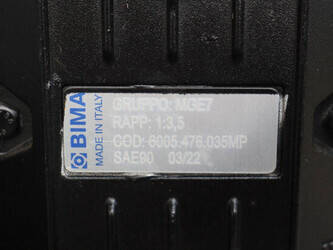 BIMA
MADE IN ITALY
GRUPPO: MGE7
RAPP: 1:3,5
COD: 6005.476.035MP
SAE90 03/22